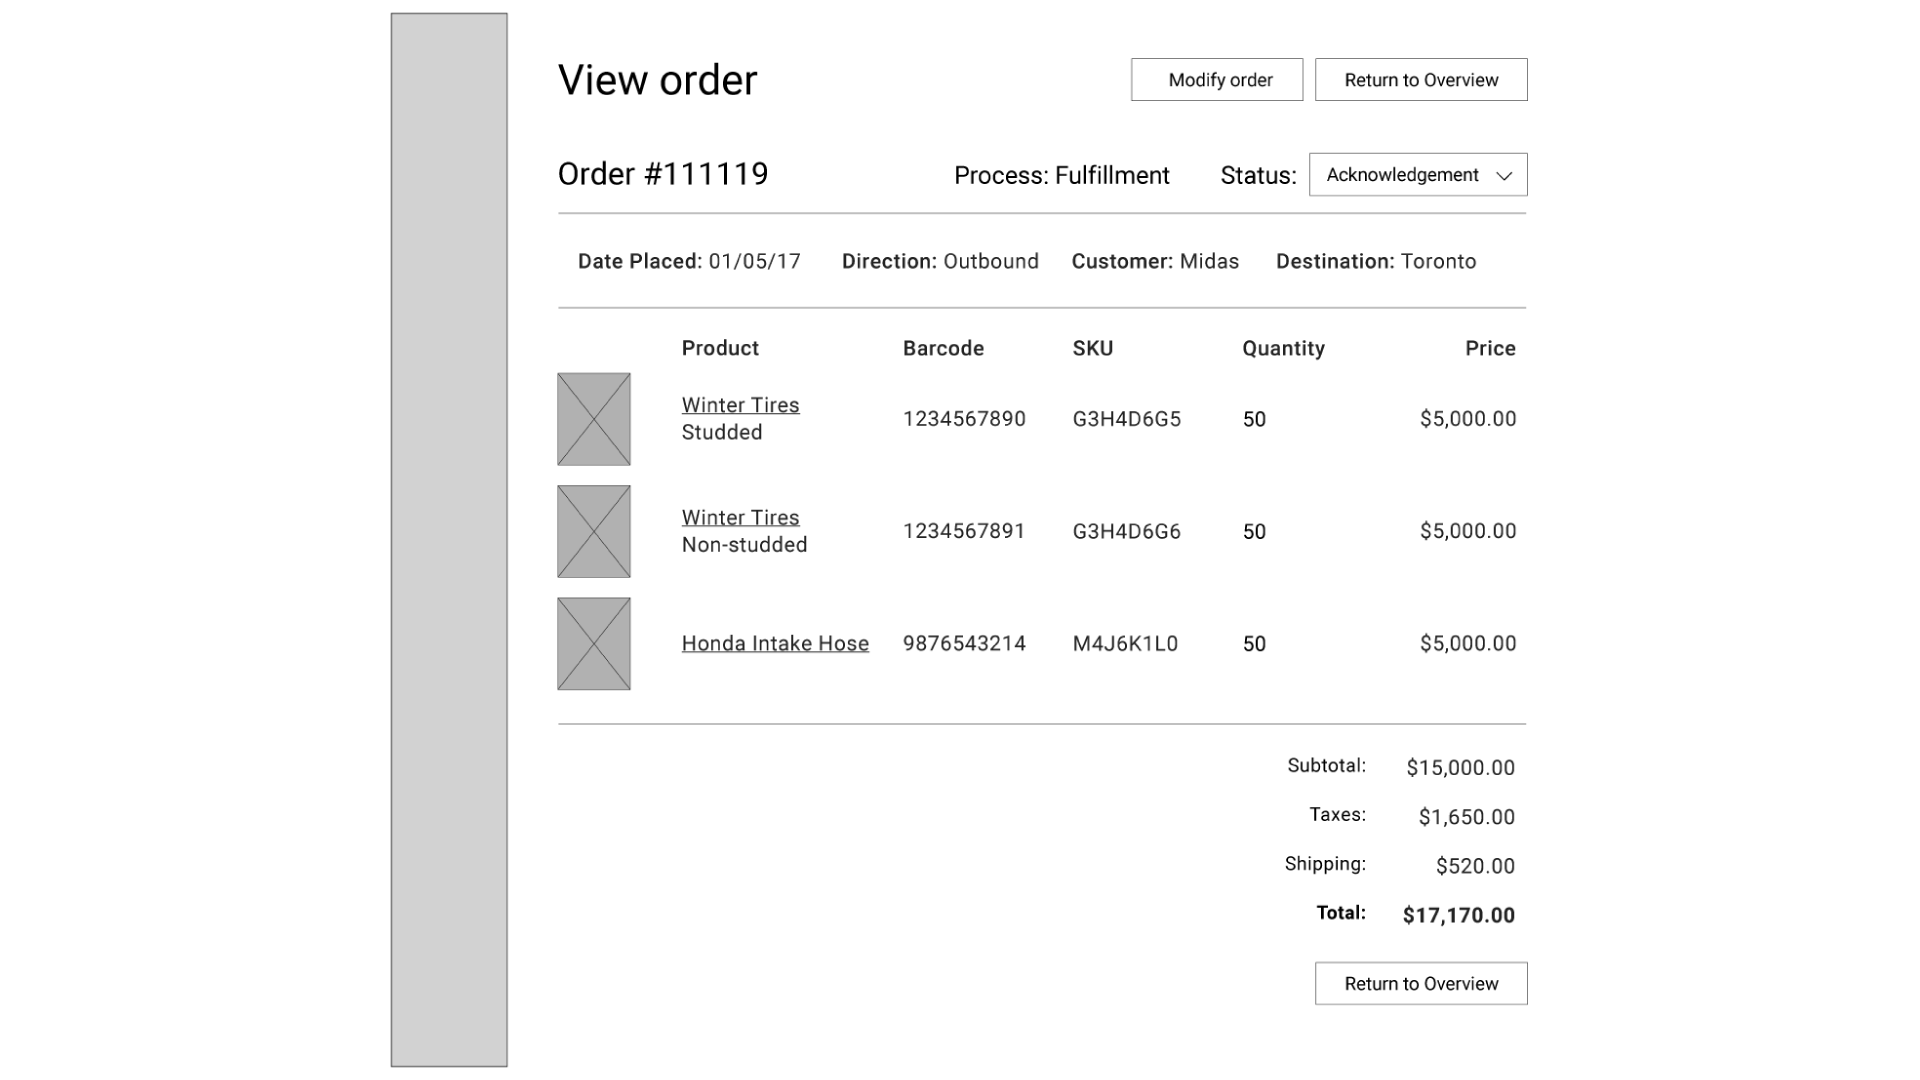 View order
Modify order
Return to Overview
Order #111119
Process: Fulfillment
Status:
Acknowledgement
Date Placed: 01/05/17
Direction: Outbound
Customer: Midas
Destination: Toronto
Product Barcode SKU Quantity Price
Winter Tires
Studded
1234567890 G3H4D6G5 50 $5,000.00
Winter Tires
Non-studded
1234567891 G3H4D6G6 50 $5,000.00
Honda Intake Hose 9876543214 M4J6K1L0 50 $5,000.00
Subtotal: $15,000.00
Taxes: $1,650.00
Shipping: $520.00
Total: $17,170.00
Return to Overview